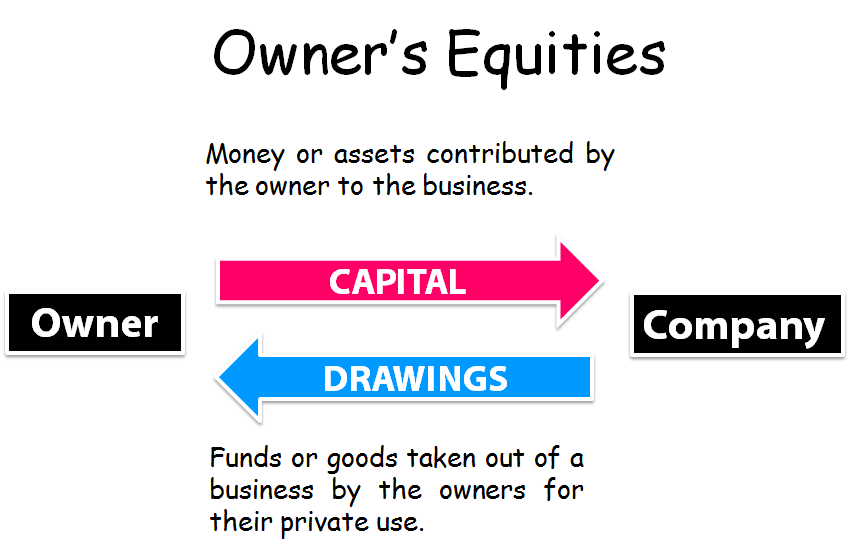 Owner’s Equities
Money or assets contributed by
the owner to the business.
CAPITAL
Owner
Company
DRAWINGS
Funds or goods taken out of a
business by the owners for
their private use.